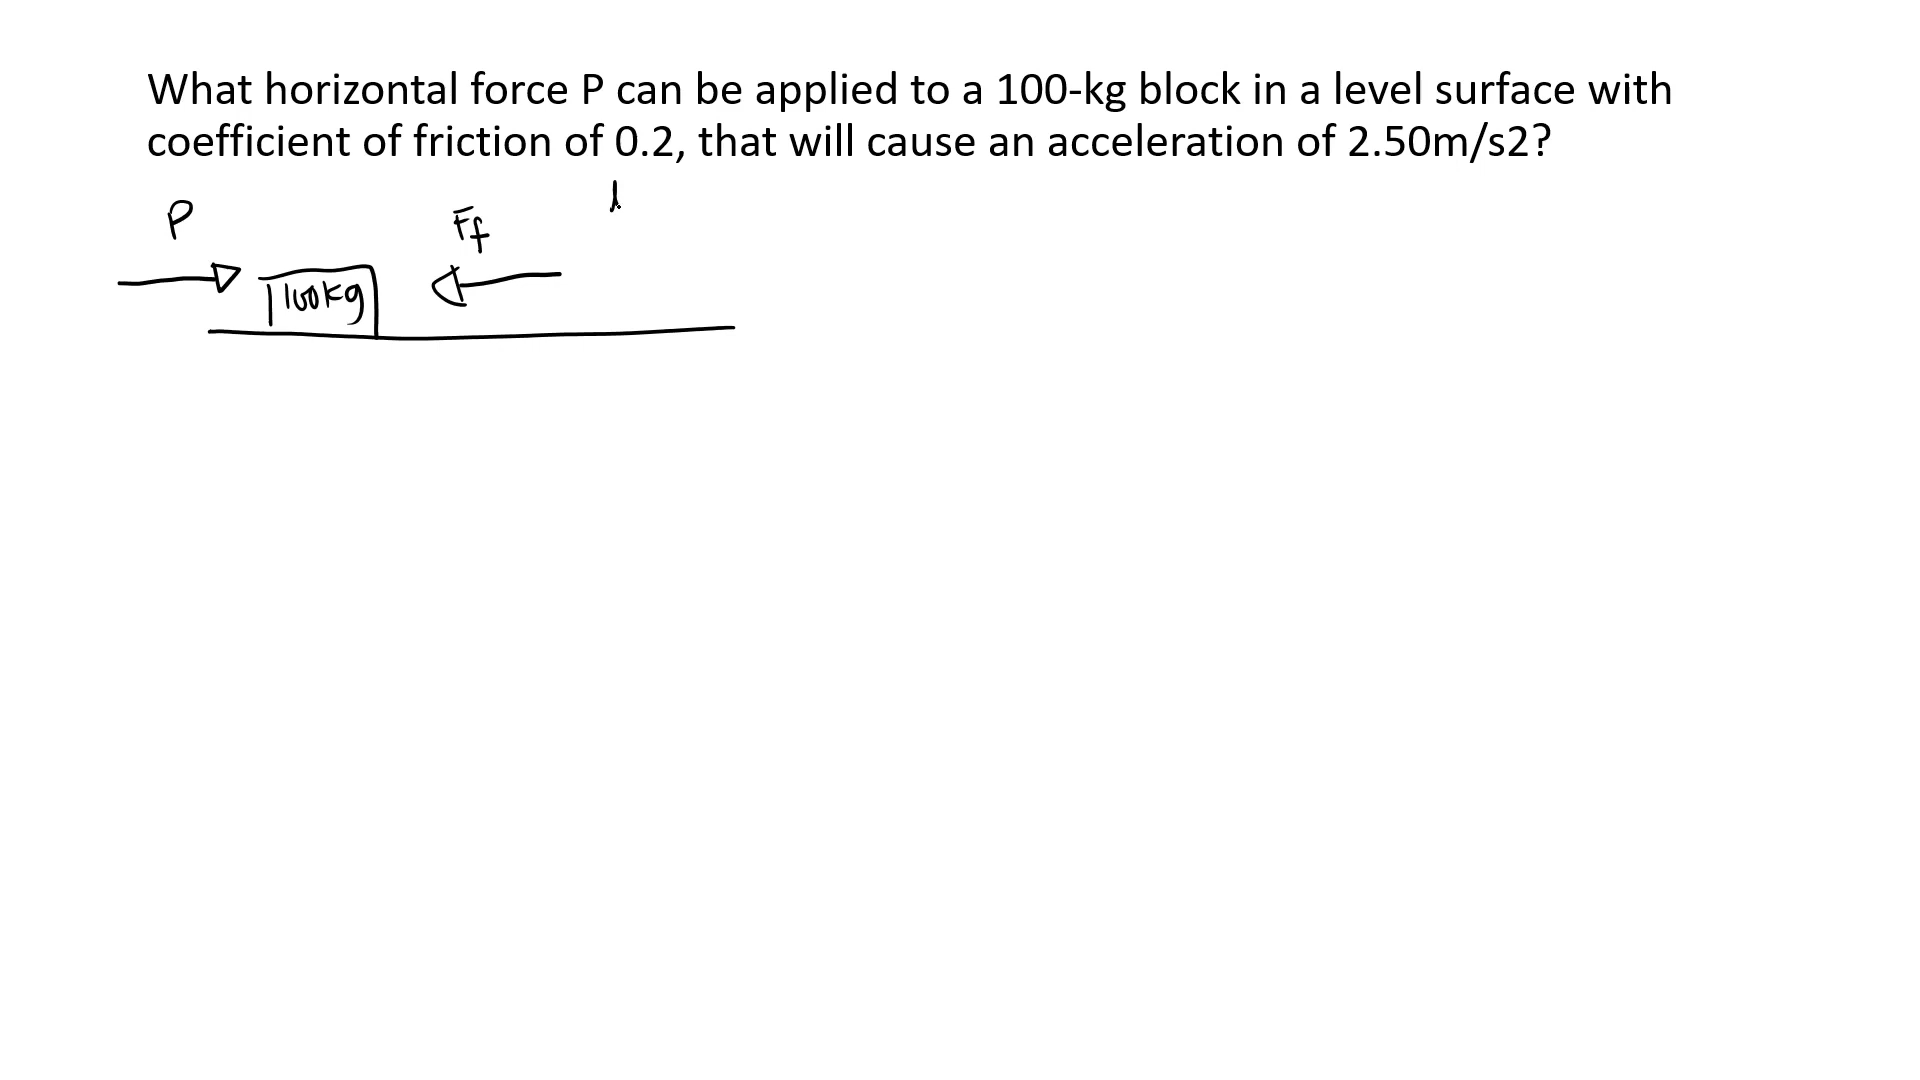 What horizontal force P can be applied to a 100-kg block in a level surface with
coefficient of friction of 0.2, that will cause an acceleration of 2.50m/s2?
P
Ff
100kg